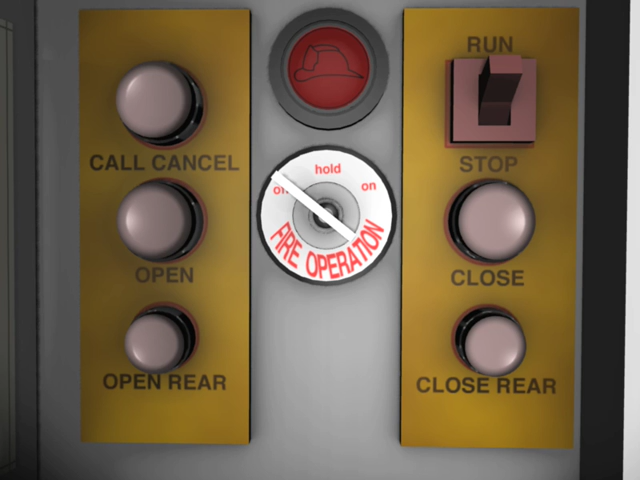 CALL CANCEL
OPEN
OPEN REAR
hold
on
FIRE OPERATION
RUN
STOP
CLOSE
CLOSE REAR